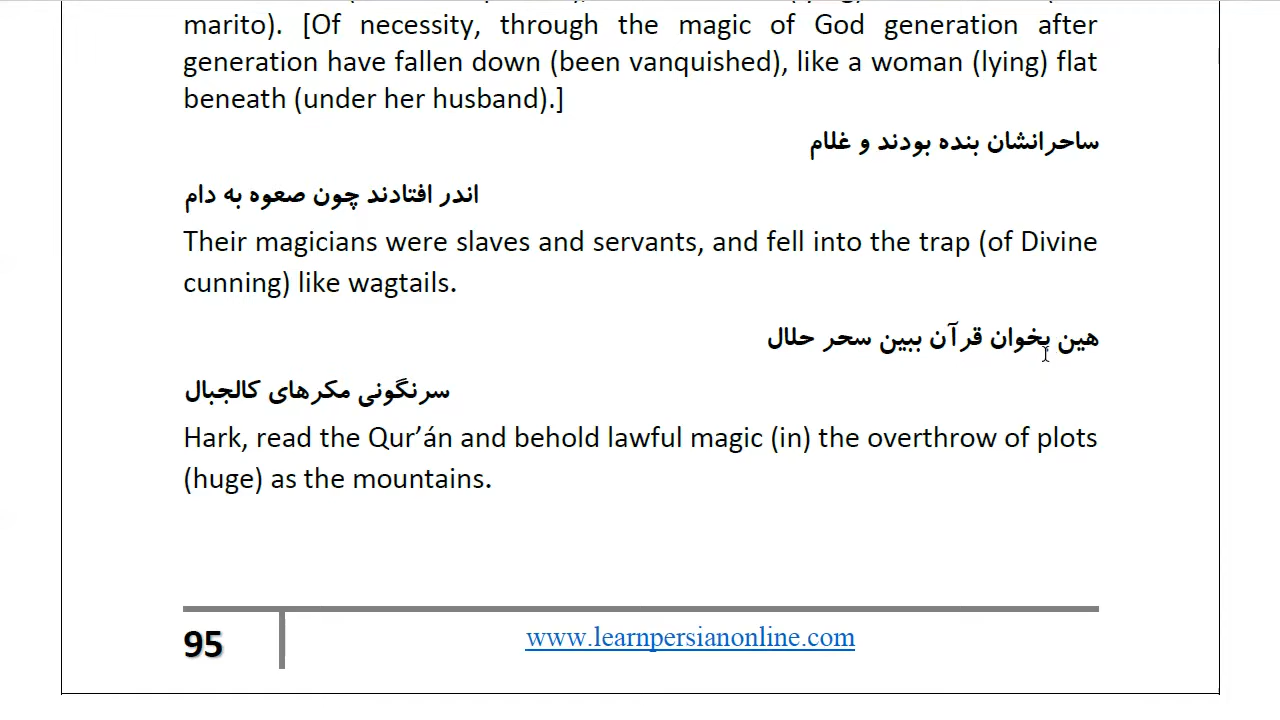 marito). [Of necessity, through the magic of God generation after
generation have fallen down (been vanquished), like a woman (lying) flat
beneath (under her husband).]
ساحرانشان بنده بودند و غلام
اندر افتادند چون صعوه به دام
Their magicians were slaves and servants, and fell into the trap (of Divine
cunning) like wagtails.
هین بخوان قرآن ببین سحر حلال
سرنگونی مکرهای کالجبال
Hark, read the Qur’án and behold lawful magic (in) the overthrow of plots
(huge) as the mountains.
95
www.learnpersianonline.com